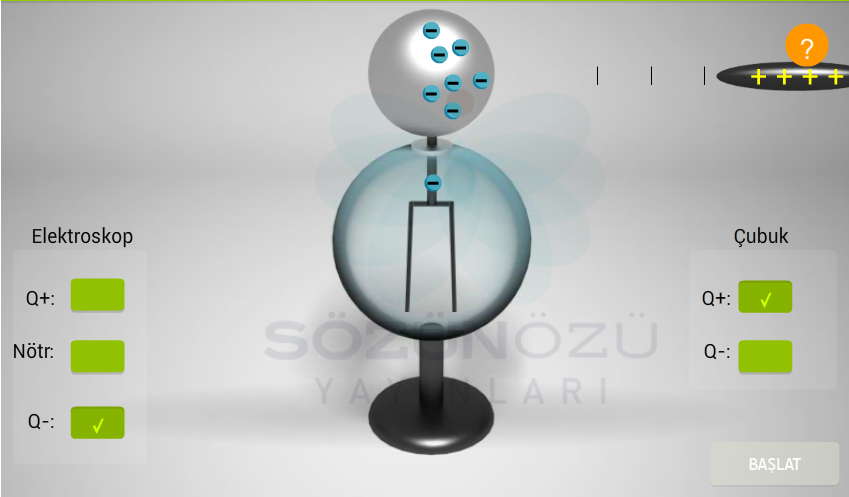 ?
+ + + +
Elektroskop
Çubuk
Q+:
Q+: ✓
Nötr:
Q-:
SÖZÜNÖZÜ
YAYINLARI
Q-: ✓
BAŞLAT